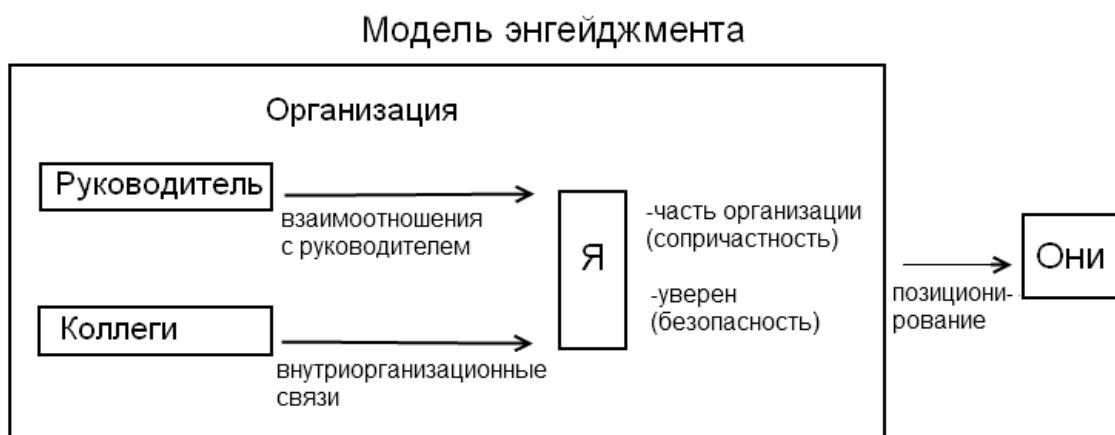 Модель энгейджмента
Организация
Руководитель
взаимоотношения
с руководителем
Коллеги
внутриорганизационные
связи
Я
-часть организации
(сопричастность)
-уверен
(безопасность)
позициони-
рование
Они